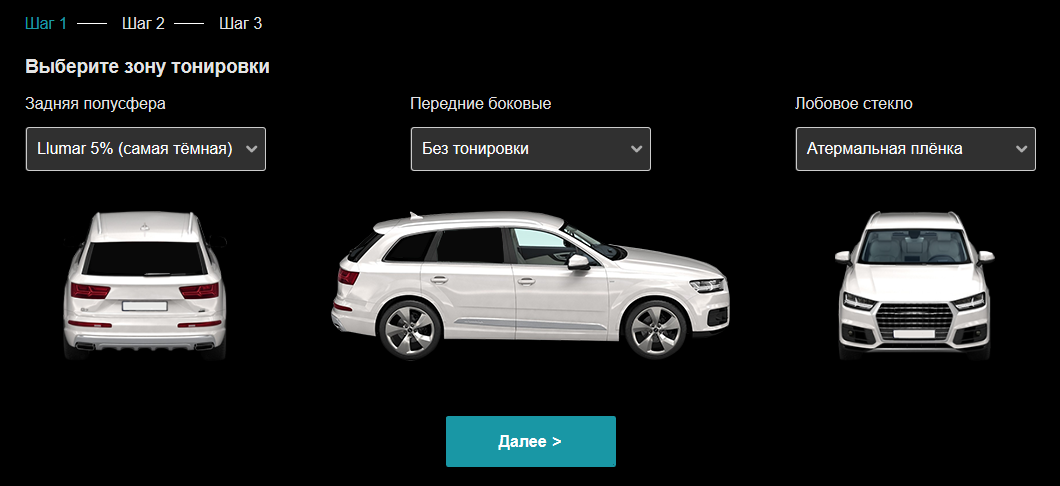 Шаг 1 Шаг 2 Шаг 3
Выберите зону тонировки
Задняя полусфера Передние боковые Лобовое стекло
Llumar 5% (самая тёмная) Без тонировки Атермальная плёнка
Далее >